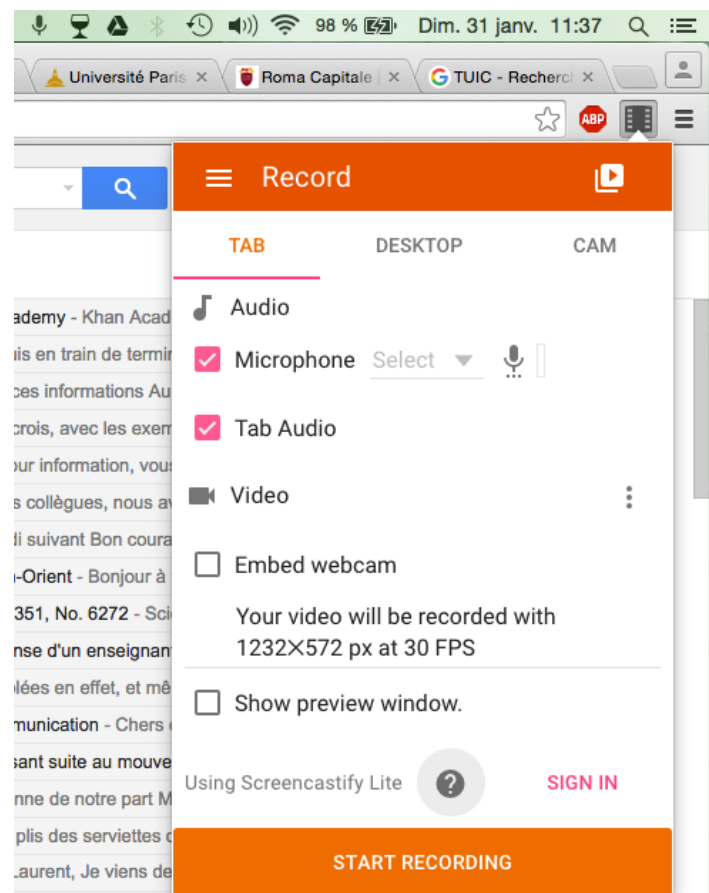 98 % Dim. 31 janv. 11:37
Université Paris Roma Capitale | TUIC - Recherc
ABP
Record
TAB DESKTOP CAM
Audio
ademy - Khan Acad
Microphone Select
uis en train de termin
ces informations Au
Tab Audio
crois, avec les exem
our information, vous
Video
s collègues, nous av
di suivant Bon coura
Embed webcam
-Orient - Bonjour à
351, No. 6272 - Sci
Your video will be recorded with
1232×572 px at 30 FPS
nse d'un enseignan
lées en effet, et mê
Show preview window.
munication - Chers
sant suite au mouve
Using Screencastify Lite ? SIGN IN
nne de notre part M
plis des serviettes
START RECORDING
Laurent, Je viens de